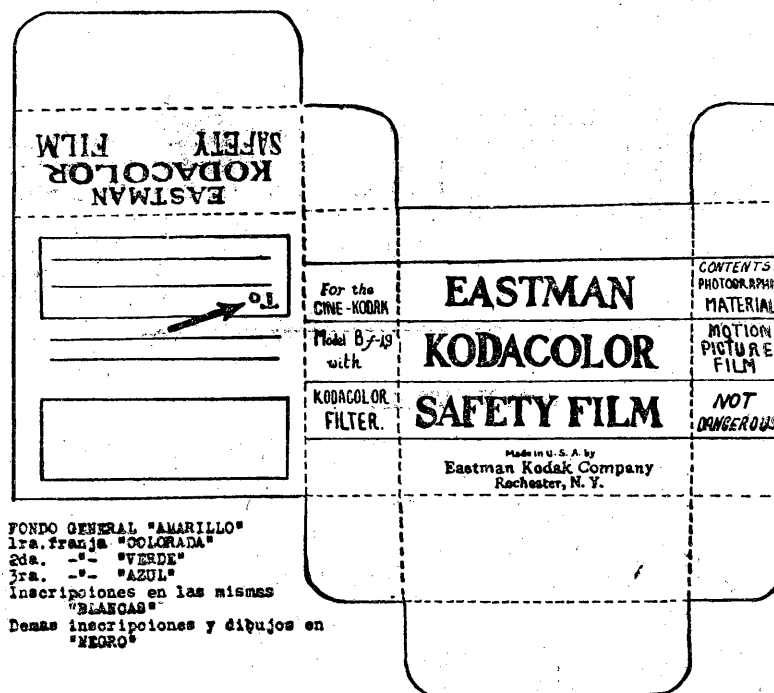 EASTMAN
KODACOLOR
SAFETY FILM
To
For the
CINE-KODAK
Model B f-1.9
with
KODACOLOR
FILTER.
EASTMAN
KODACOLOR
SAFETY FILM
Made in U.S.A. by
Eastman Kodak Company
Rochester, N. Y.
CONTENTS:
PHOTOGRAPHIC
MATERIAL
MOTION
PICTURE
FILM
NOT
DANGEROUS
FONDO GENERAL "AMARILLO"
1ra. franja "COLORADA"
2da. -"- "VERDE"
3ra. -"- "AZUL"
Inscripciones en las mismas
"BLANCAS"
Demas inscripciones y dibujos en
"NEGRO"